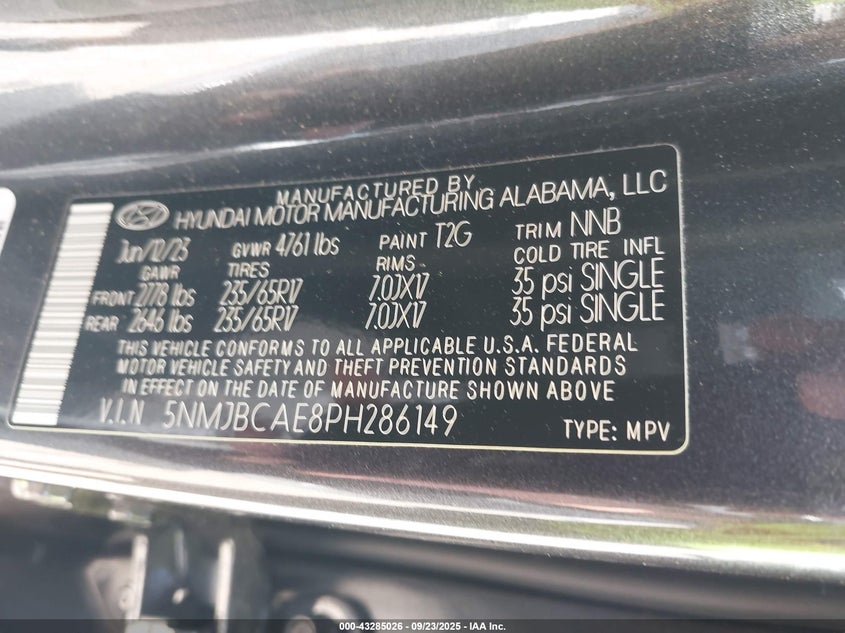 MANUFACTURED BY
HYUNDAI MOTOR MANUFACTURING ALABAMA, LLC
Jun/12/23 GVWR 4761 lbs PAINT T2G TRIM NNB
GAWR TIRES RIMS COLD TIRE INFL
FRONT 2778 lbs 235/65R17 7.0JX17 35 psi SINGLE
REAR 2646 lbs 235/65R17 7.0JX17 35 psi SINGLE
THIS VEHICLE CONFORMS TO ALL APPLICABLE U.S.A. FEDERAL
MOTOR VEHICLE SAFETY AND THEFT PREVENTION STANDARDS
IN EFFECT ON THE DATE OF MANUFACTURE SHOWN ABOVE
V.I.N 5NMJBCAE8PH286149 TYPE: MPV
000-43285026 - 09/23/2025 - IAA Inc.